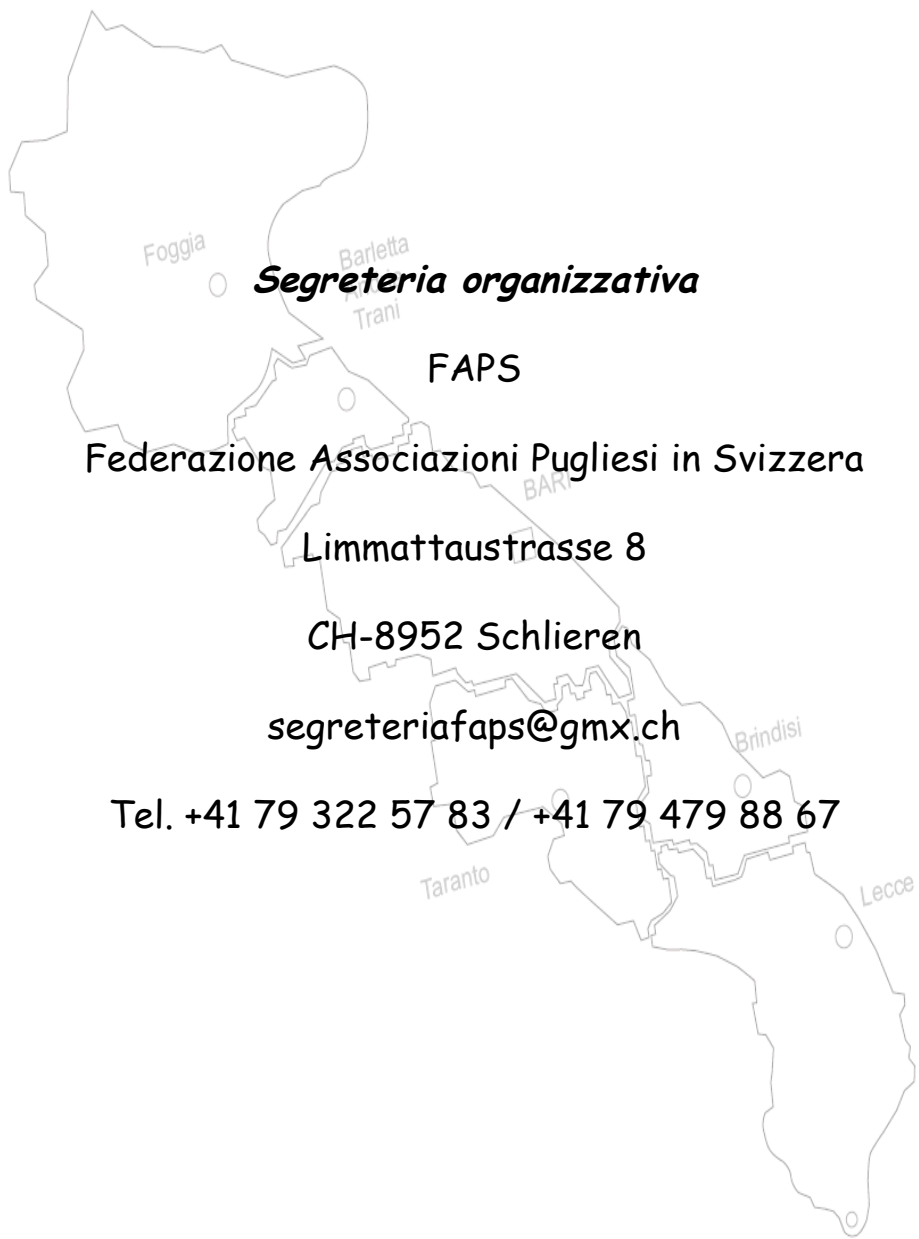 Foggia
Barletta
Segreteria organizzativa
Trani
FAPS
Federazione Associazioni Pugliesi in Svizzera
BARI
Limmattaustrasse 8
CH-8952 Schlieren
segreteriafaps@gmx.ch
Brindisi
Tel. +41 79 322 57 83 / +41 79 479 88 67
Taranto
Lecce